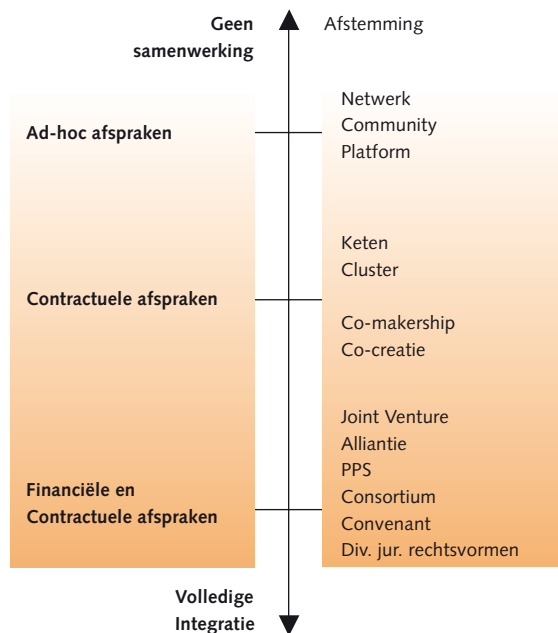 Geen
samenwerking
Afstemming
Ad-hoc afspraken
Netwerk
Community
Platform
Keten
Cluster
Contractuele afspraken
Co-makership
Co-creatie
Joint Venture
Alliantie
PPS
Financiële en
Contractuele afspraken
Consortium
Convenant
Div. jur. rechtsvormen
Volledige
Integratie